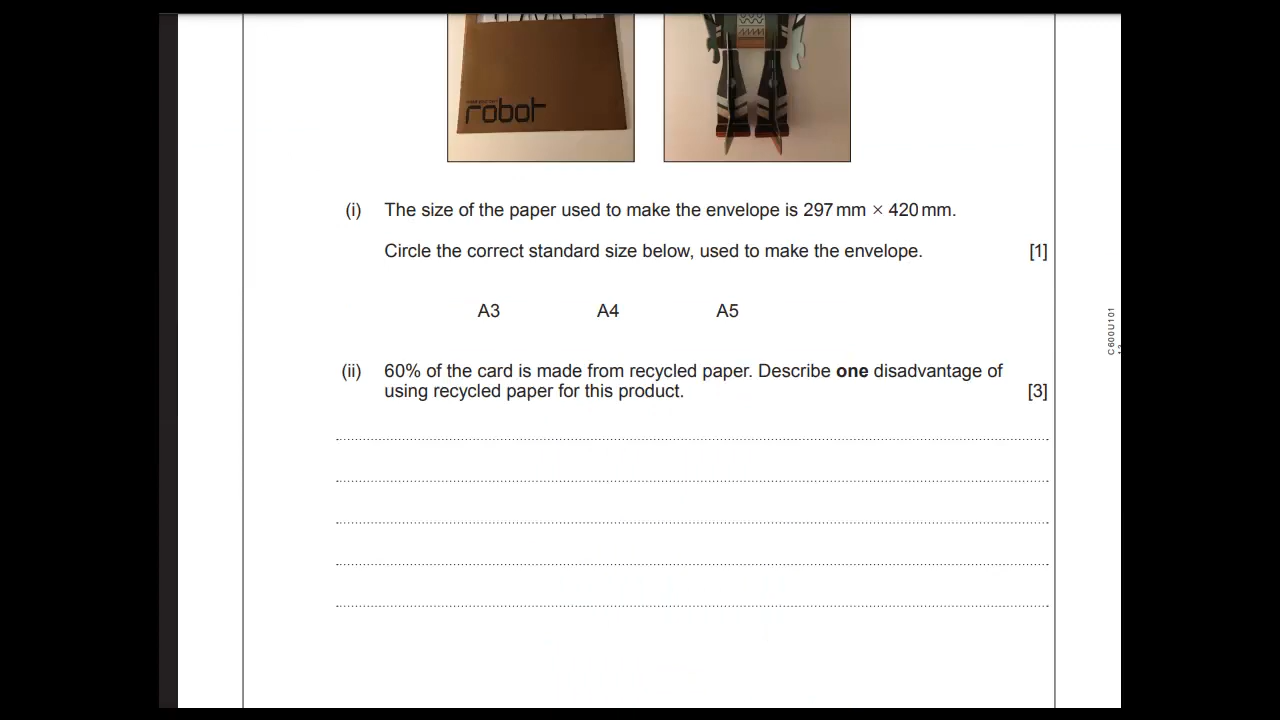 robot
(i) The size of the paper used to make the envelope is 297 mm × 420 mm.
Circle the correct standard size below, used to make the envelope. [1]
A3 A4 A5
(ii) 60% of the card is made from recycled paper. Describe one disadvantage of
using recycled paper for this product. [3]
C600U101